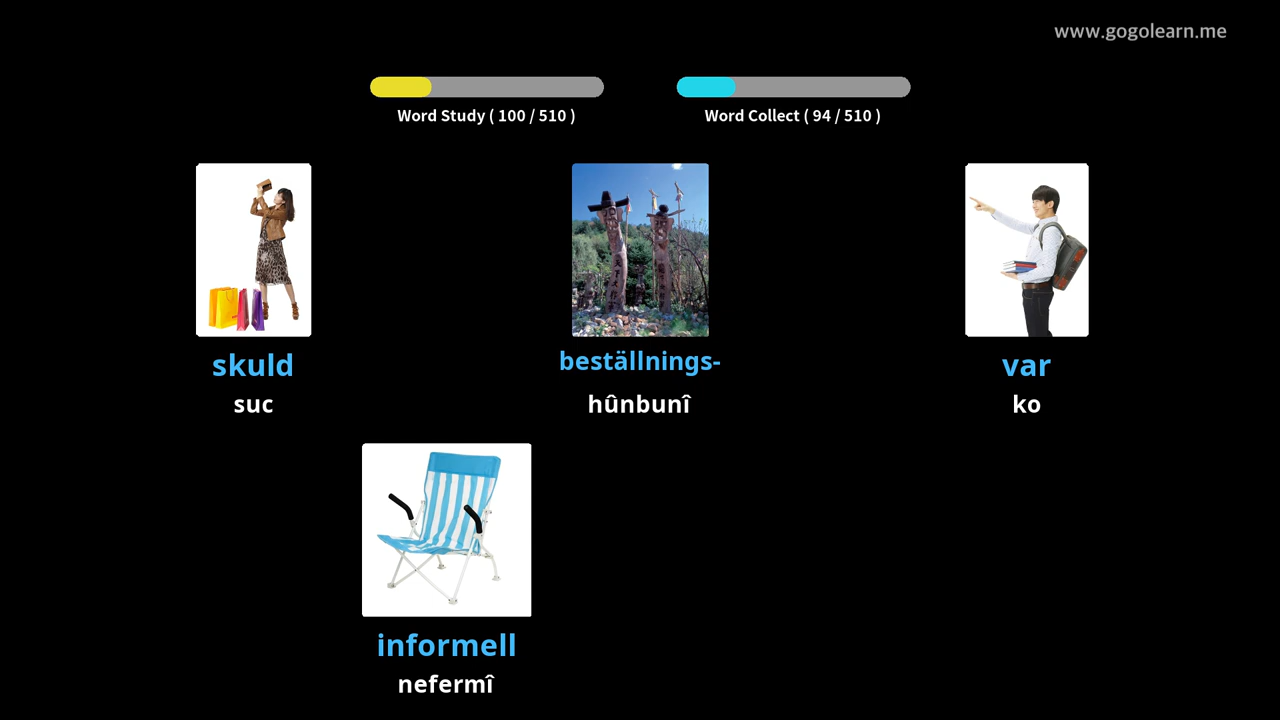 www.gogolearn.me
Word Study ( 100 / 510 )
Word Collect ( 94 / 510 )
skuld
suc
beställnings-
hûnbunî
var
ko
informell
nefermî